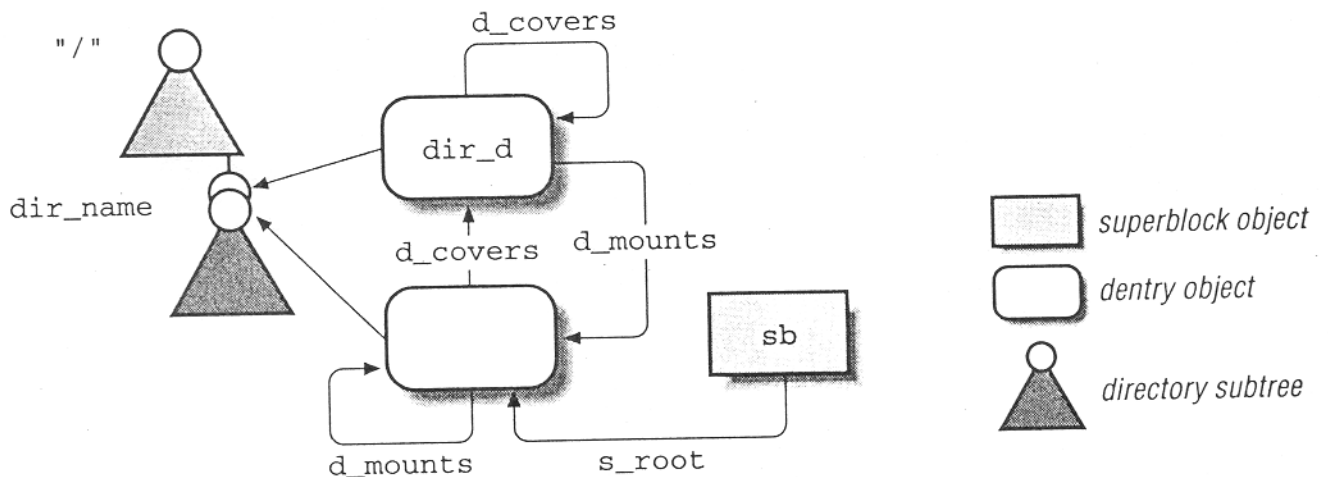 d_covers
"/"
dir_d
dir_name
d_covers
d_mounts
sb
d_mounts
s_root
superblock object
dentry object
directory subtree